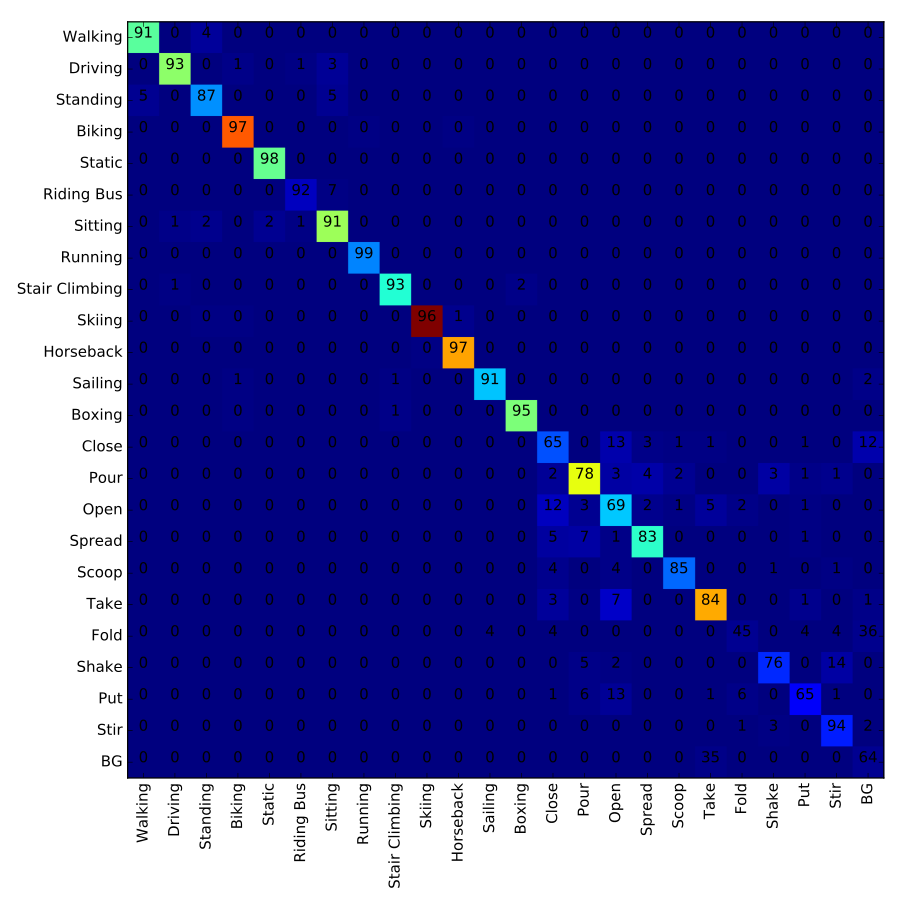 Walking 91 0 4 0 0 0 0 0 0 0 0 0 0 0 0 0 0 0 0 0 0 0 0 0
Driving 0 93 0 1 0 1 3 0 0 0 0 0 0 0 0 0 0 0 0 0 0 0 0 0
Standing 5 0 87 0 0 0 5 0 0 0 0 0 0 0 0 0 0 0 0 0 0 0 0 0
Biking 0 0 0 97 0 0 0 0 0 0 0 0 0 0 0 0 0 0 0 0 0 0 0 0
Static 0 0 0 0 98 0 0 0 0 0 0 0 0 0 0 0 0 0 0 0 0 0 0 0
Riding Bus 0 0 0 0 0 92 7 0 0 0 0 0 0 0 0 0 0 0 0 0 0 0 0 0
Sitting 0 1 2 0 2 1 91 0 0 0 0 0 0 0 0 0 0 0 0 0 0 0 0 0
Running 0 0 0 0 0 0 0 99 0 0 0 0 0 0 0 0 0 0 0 0 0 0 0 0
Stair Climbing 0 1 0 0 0 0 0 0 93 0 0 0 2 0 0 0 0 0 0 0 0 0 0 0
Skiing 0 0 0 0 0 0 0 0 0 96 1 0 0 0 0 0 0 0 0 0 0 0 0 0
Horseback 0 0 0 0 0 0 0 0 0 0 97 0 0 0 0 0 0 0 0 0 0 0 0 0
Sailing 0 0 0 1 0 0 0 0 1 0 0 91 0 0 0 0 0 0 0 0 0 0 0 2
Boxing 0 0 0 0 0 0 0 0 1 0 0 0 95 0 0 0 0 0 0 0 0 0 0 0
Close 0 0 0 0 0 0 0 0 0 0 0 0 0 65 0 13 3 1 1 0 0 1 0 12
Pour 0 0 0 0 0 0 0 0 0 0 0 0 0 2 78 3 4 2 0 0 3 1 1 0
Open 0 0 0 0 0 0 0 0 0 0 0 0 0 12 3 69 2 1 5 2 0 1 0 0
Spread 0 0 0 0 0 0 0 0 0 0 0 0 0 5 7 1 83 0 0 0 0 1 0 0
Scoop 0 0 0 0 0 0 0 0 0 0 0 0 0 4 0 4 0 85 0 0 1 0 1 0
Take 0 0 0 0 0 0 0 0 0 0 0 0 0 3 0 7 0 0 84 0 0 1 0 1
Fold 0 0 0 0 0 0 0 0 0 0 0 4 0 4 0 0 0 0 0 45 0 4 4 36
Shake 0 0 0 0 0 0 0 0 0 0 0 0 0 0 5 2 0 0 0 0 76 0 14 0
Put 0 0 0 0 0 0 0 0 0 0 0 0 0 1 6 13 0 0 1 6 0 65 1 0
Stir 0 0 0 0 0 0 0 0 0 0 0 0 0 0 0 0 0 0 0 1 3 0 94 2
BG 0 0 0 0 0 0 0 0 0 0 0 0 0 0 0 0 0 0 35 0 0 0 0 64
Walking Driving Standing Biking Static Riding Bus Sitting Running Stair Climbing Skiing Horseback Sailing Boxing Close Pour Open Spread Scoop Take Fold Shake Put Stir BG